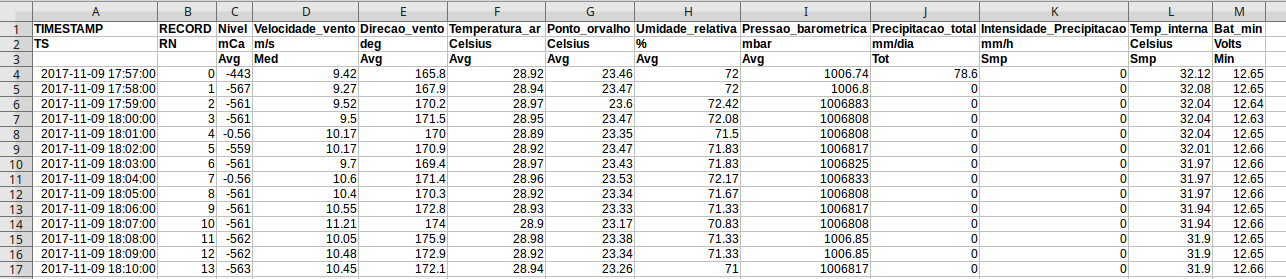 A B C D E F G H I J K L M
1 TIMESTAMP RECORD Nivel Velocidade_vento Direcao_vento Temperatura_ar Ponto_orvalho Umidade_relativa Pressao_barometrica Precipitacao_total Intensidade_Precipitacao Temp_interna Bat_min
2 TS RN mCa m/s deg Celsius Celsius % mbar mm/dia mm/h Celsius Volts
3 Avg Med Avg Avg Avg Avg Avg Tot Smp Smp Min
4 2017-11-09 17:57:00 0 -443 9.42 165.8 28.92 23.46 72 1006.74 78.6 0 32.12 12.65
5 2017-11-09 17:58:00 1 -567 9.27 167.9 28.94 23.47 72 1006.8 0 0 32.08 12.65
6 2017-11-09 17:59:00 2 -561 9.52 170.2 28.97 23.6 72.42 1006883 0 0 32.04 12.64
7 2017-11-09 18:00:00 3 -561 9.5 171.5 28.95 23.47 72.08 1006808 0 0 32.04 12.63
8 2017-11-09 18:01:00 4 -0.56 10.17 170 28.89 23.35 71.5 1006808 0 0 32.04 12.65
9 2017-11-09 18:02:00 5 -559 10.17 170.9 28.92 23.47 71.83 1006817 0 0 32.01 12.66
10 2017-11-09 18:03:00 6 -561 9.7 169.4 28.97 23.43 71.83 1006825 0 0 31.97 12.66
11 2017-11-09 18:04:00 7 -0.56 10.6 171.4 28.96 23.53 72.17 1006833 0 0 31.97 12.65
12 2017-11-09 18:05:00 8 -561 10.4 170.3 28.92 23.34 71.67 1006808 0 0 31.97 12.66
13 2017-11-09 18:06:00 9 -561 10.55 172.8 28.93 23.33 71.33 1006817 0 0 31.94 12.65
14 2017-11-09 18:07:00 10 -561 11.21 174 28.9 23.17 70.83 1006808 0 0 31.94 12.66
15 2017-11-09 18:08:00 11 -562 10.05 175.9 28.98 23.38 71.33 1006.85 0 0 31.9 12.65
16 2017-11-09 18:09:00 12 -562 10.48 172.9 28.92 23.34 71.33 1006.85 0 0 31.9 12.65
17 2017-11-09 18:10:00 13 -563 10.45 172.1 28.94 23.26 71 1006817 0 0 31.9 12.66